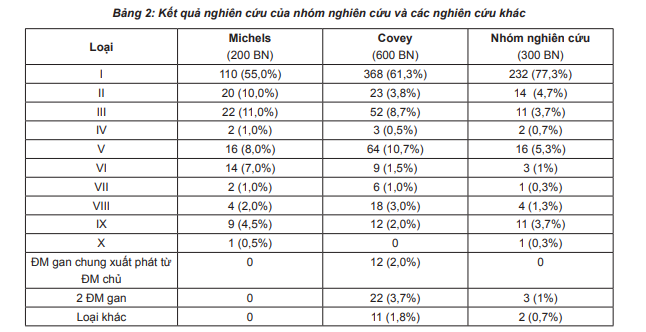 Bảng 2: Kết quả nghiên cứu của nhóm nghiên cứu và các nghiên cứu khác
Loại Michels (200 BN) Covey (600 BN) Nhóm nghiên cứu (300 BN)
I 110 (55,0%) 368 (61,3%) 232 (77,3%)
II 20 (10,0%) 23 (3,8%) 14 (4,7%)
III 22 (11,0%) 52 (8,7%) 11 (3,7%)
IV 2 (1,0%) 3 (0,5%) 2 (0,7%)
V 16 (8,0%) 64 (10,7%) 16 (5,3%)
VI 14 (7,0%) 9 (1,5%) 3 (1%)
VII 2 (1,0%) 6 (1,0%) 1 (0,3%)
VIII 4 (2,0%) 18 (3,0%) 4 (1,3%)
IX 9 (4,5%) 12 (2,0%) 11 (3,7%)
X 1 (0,5%) 0 1 (0,3%)
ĐM gan chung xuất phát từ ĐM chủ 0 12 (2,0%) 0
2 ĐM gan 0 22 (3,7%) 3 (1%)
Loại khác 0 11 (1,8%) 2 (0,7%)